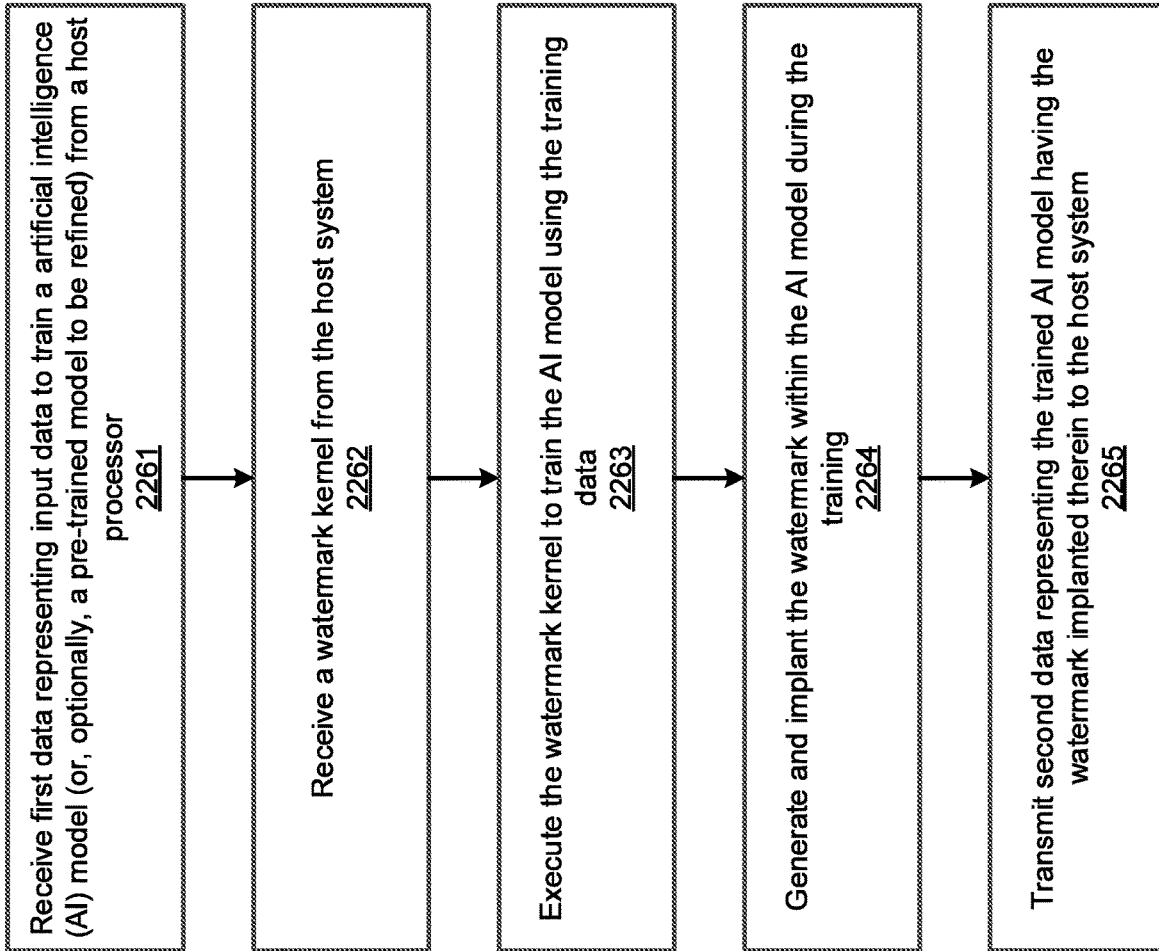 Receive first data representing input data to train a artificial intelligence
(AI) model (or, optionally, a pre-trained model to be refined) from a host
processor
2261
Receive a watermark kernel from the host system
2262
Execute the watermark kernel to train the AI model using the training
data
2263
Generate and implant the watermark within the AI model during the
training
2264
Transmit second data representing the trained AI model having the
watermark implanted therein to the host system
2265